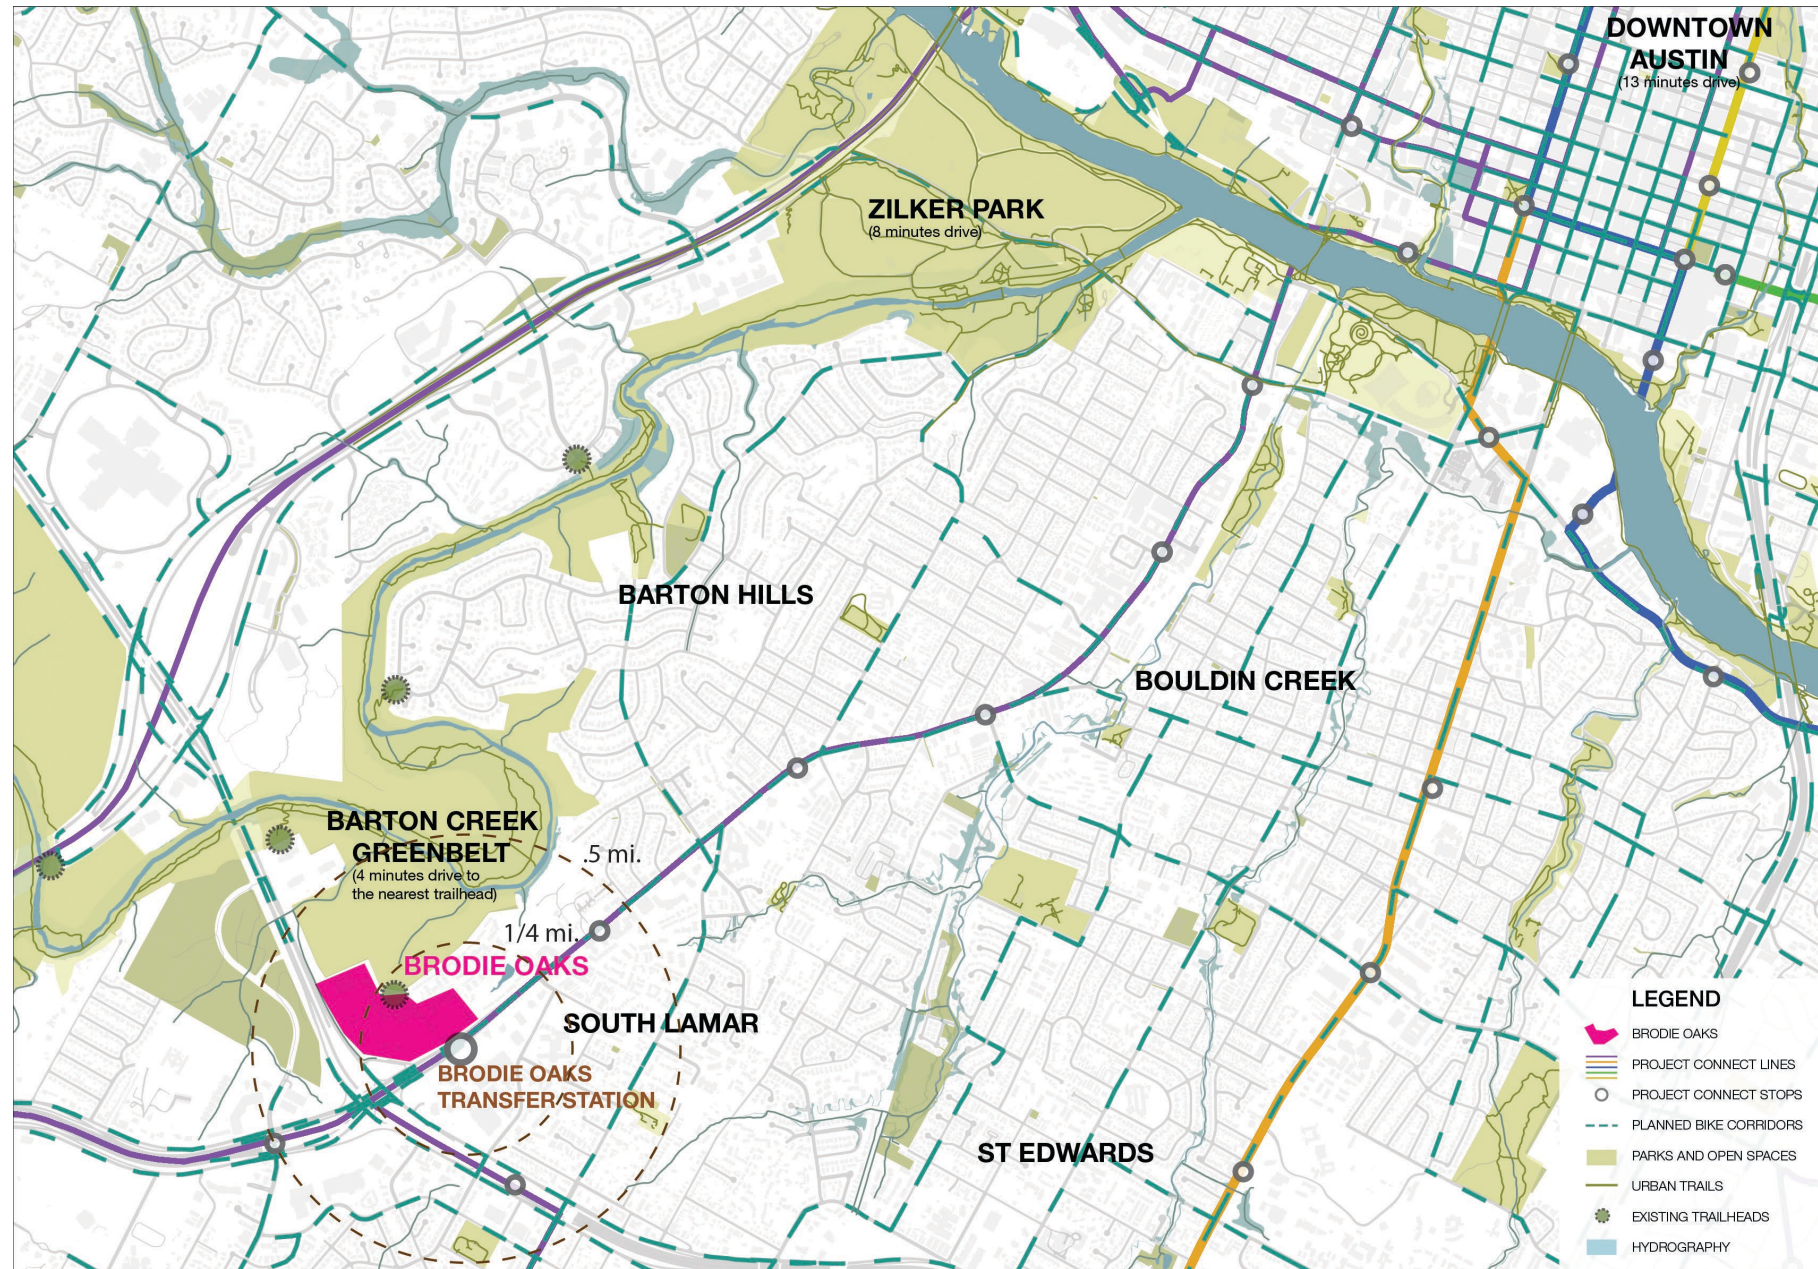 DOWNTOWN
AUSTIN
(13 minutes drive)
ZILKER PARK
(8 minutes drive)
BARTON HILLS
BOULDIN CREEK
BARTON CREEK
GREENBELT
(4 minutes drive to
the nearest trailhead)
.5 mi.
1/4 mi.
BRODIE OAKS
SOUTH LAMAR
BRODIE OAKS
TRANSFER STATION
ST EDWARDS
LEGEND
BRODIE OAKS
PROJECT CONNECT LINES
PROJECT CONNECT STOPS
PLANNED BIKE CORRIDORS
PARKS AND OPEN SPACES
URBAN TRAILS
EXISTING TRAILHEADS
HYDROGRAPHY